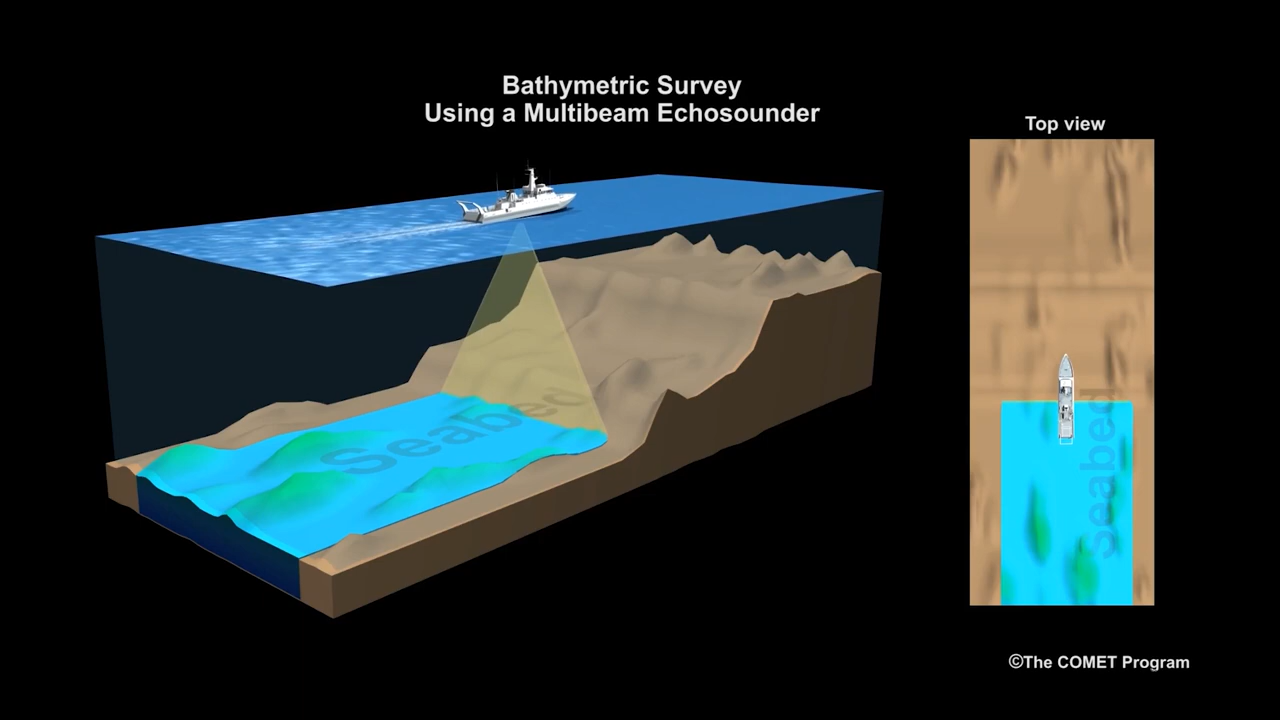 Bathymetric Survey
Using a Multibeam Echosounder
Top view
Seabed
Seabed
©The COMET Program